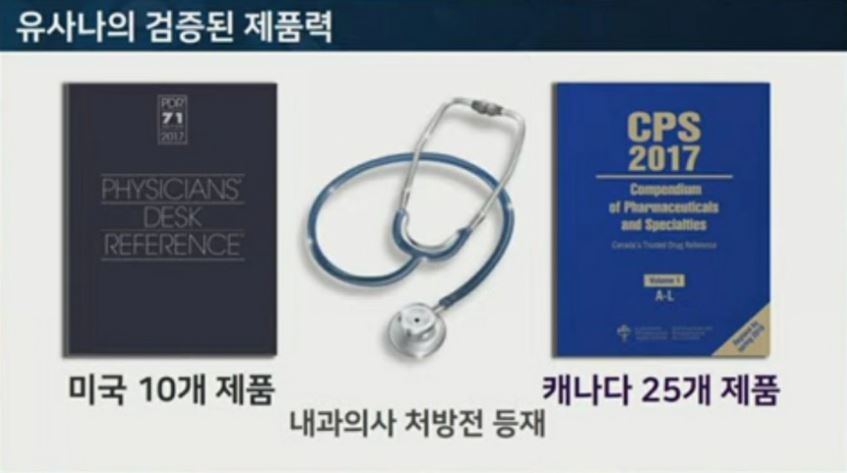 유사나의 검증된 제품력
PDR
71
2017
PHYSICIANS'
DESK
REFERENCE
CPS
2017
Compendium
of Pharmaceuticals
and Specialties
Canada's Trusted Drug Reference
Volume 1
A-L
미국 10개 제품
캐나다 25개 제품
내과의사 처방전 등재